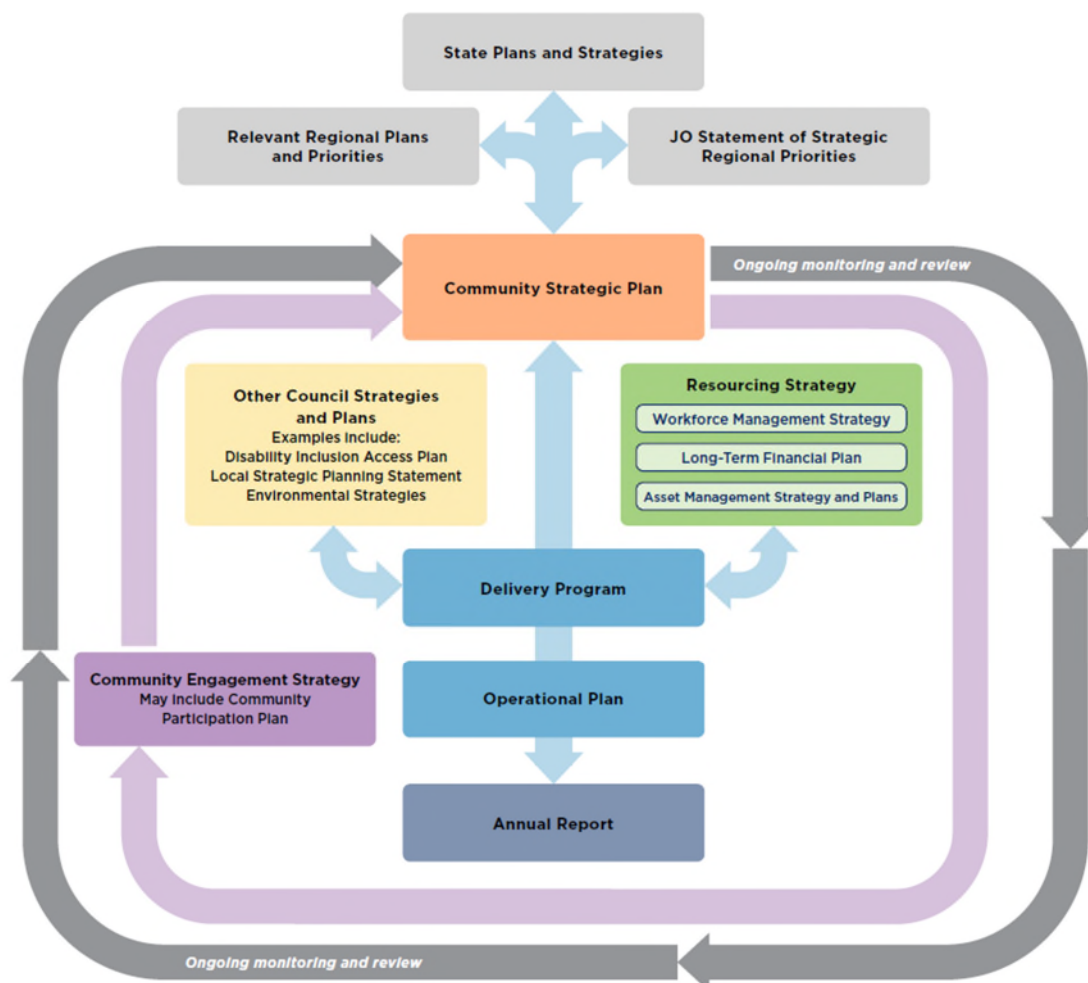 State Plans and Strategies
Relevant Regional Plans
and Priorities
JO Statement of Strategic
Regional Priorities
Community Strategic Plan
Ongoing monitoring and review
Other Council Strategies
and Plans
Examples Include:
Disability Inclusion Access Plan
Local Strategic Planning Statement
Environmental Strategies
Resourcing Strategy
Workforce Management Strategy
Long-Term Financial Plan
Asset Management Strategy and Plans
Delivery Program
Community Engagement Strategy
May Include Community
Participation Plan
Operational Plan
Annual Report
Ongoing monitoring and review